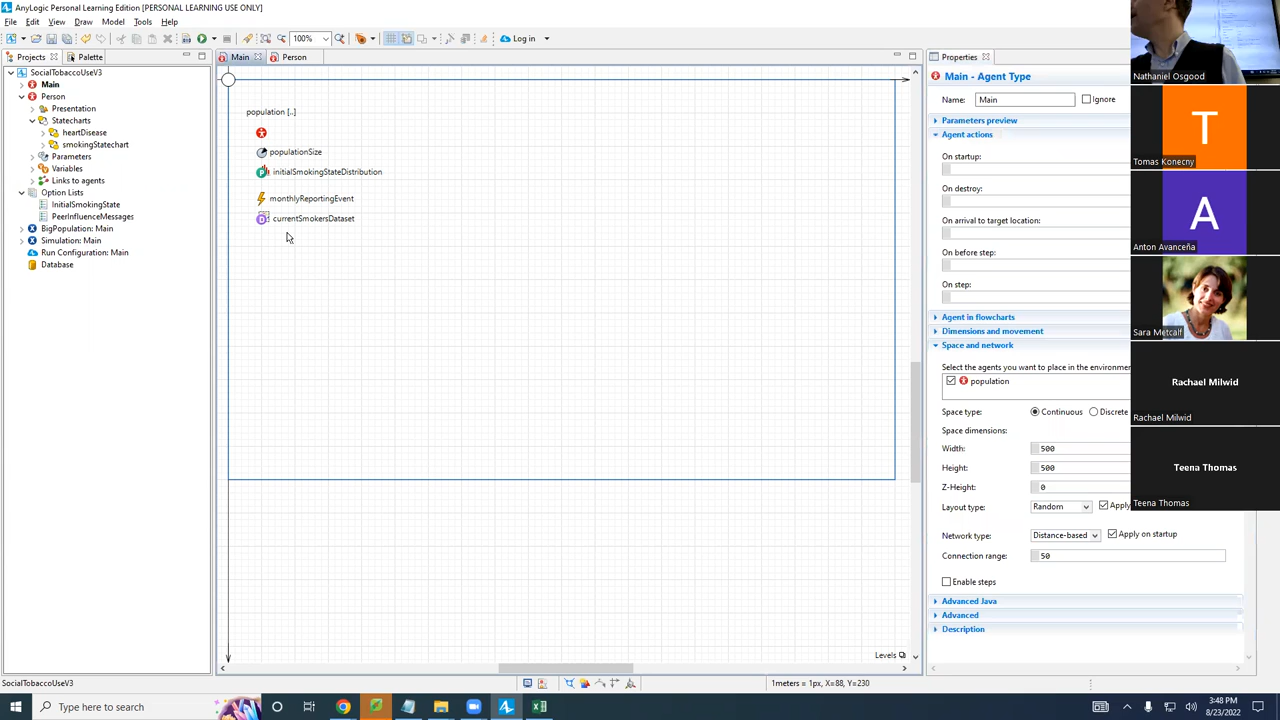 AnyLogic Personal Learning Edition [PERSONAL LEARNING USE ONLY]
File Edit View Draw Model Tools Help
100%
Log in
Projects
Palette
Main
Person
Properties
SocialTobaccoUseV3
Main
Person
Presentation
Statecharts
heartDisease
smokingStatechart
Parameters
Variables
Links to agents
Option Lists
InitialSmokingState
PeerInfluenceMessages
BigPopulation: Main
Simulation: Main
Run Configuration: Main
Database
population [..]
populationSize
initialSmokingStateDistribution
monthlyReportingEvent
currentSmokersDataset
Levels
Main - Agent Type
Name:
Main
Ignore
Parameters preview
Agent actions
On startup:
On destroy:
On arrival to target location:
On before step:
On step:
Agent in flowcharts
Dimensions and movement
Space and network
Select the agents you want to place in the environme
population
Space type:
Continuous
Discrete
Space dimensions:
Width:
500
Height:
500
Z-Height:
0
Layout type:
Random
Apply
Network type:
Distance-based
Apply on startup
Connection range:
50
Enable steps
Advanced Java
Advanced
Description
Nathaniel Osgood
T
Tomas Konecny
A
Anton Avanceña
Sara Metcalf
Rachael Milwid
Rachael Milwid
Teena Thomas
Teena Thomas
SocialTobaccoUseV3
1meters = 1px, X=88, Y=230
Type here to search
3:48 PM
8/23/2022